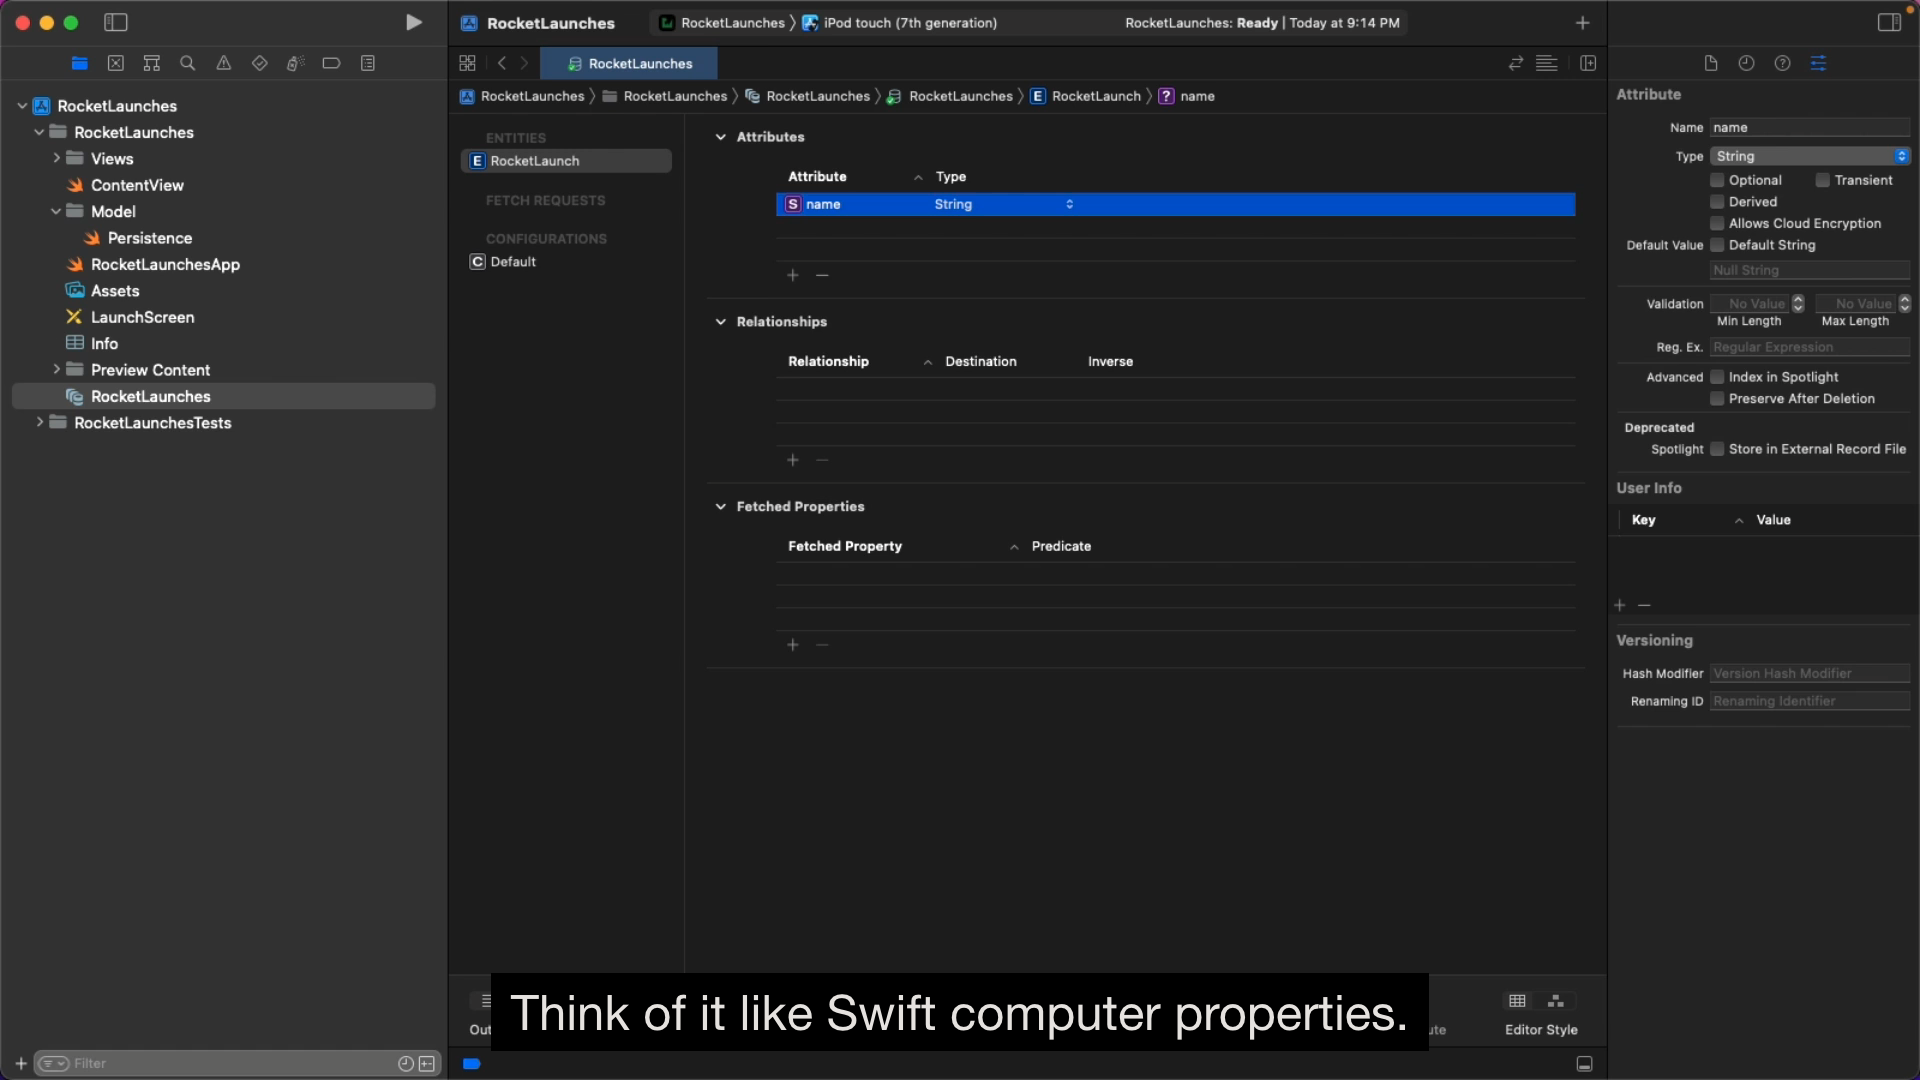 RocketLaunches
RocketLaunches
iPod touch (7th generation)
RocketLaunches: Ready | Today at 9:14 PM
RocketLaunches
RocketLaunches
RocketLaunches
RocketLaunches
RocketLaunches
RocketLaunch
name
RocketLaunches
RocketLaunches
Views
ContentView
Model
Persistence
RocketLaunchesApp
Assets
LaunchScreen
Info
Preview Content
RocketLaunches
RocketLaunchesTests
Filter
ENTITIES
E RocketLaunch
FETCH REQUESTS
CONFIGURATIONS
C Default
Attributes
Attribute Type
S name String
Relationships
Relationship Destination Inverse
Fetched Properties
Fetched Property Predicate
Out
ute
Editor Style
Think of it like Swift computer properties.
Attribute
Name name
Type String
Optional Transient
Derived
Allows Cloud Encryption
Default Value Default String
Null String
Validation No Value No Value
Min Length Max Length
Reg. Ex. Regular Expression
Advanced Index in Spotlight
Preserve After Deletion
Deprecated
Spotlight Store in External Record File
User Info
Key Value
Versioning
Hash Modifier Version Hash Modifier
Renaming ID Renaming Identifier